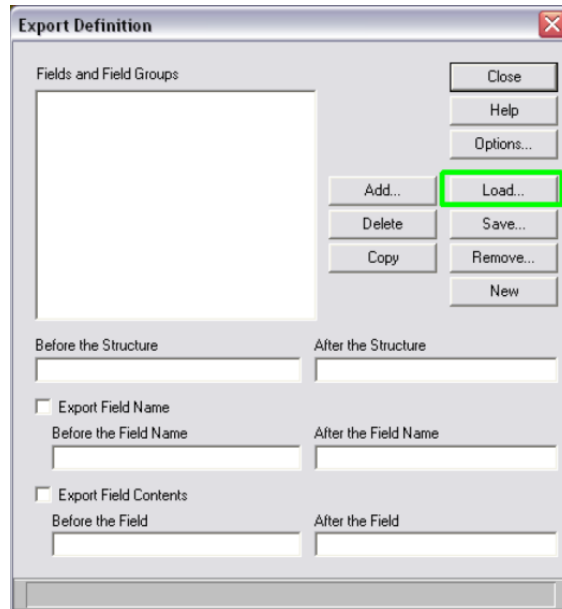 Export Definition
Fields and Field Groups
Close
Help
Options...
Add...
Load...
Delete
Save...
Copy
Remove...
New
Before the Structure
After the Structure
Export Field Name
Before the Field Name
After the Field Name
Export Field Contents
Before the Field
After the Field